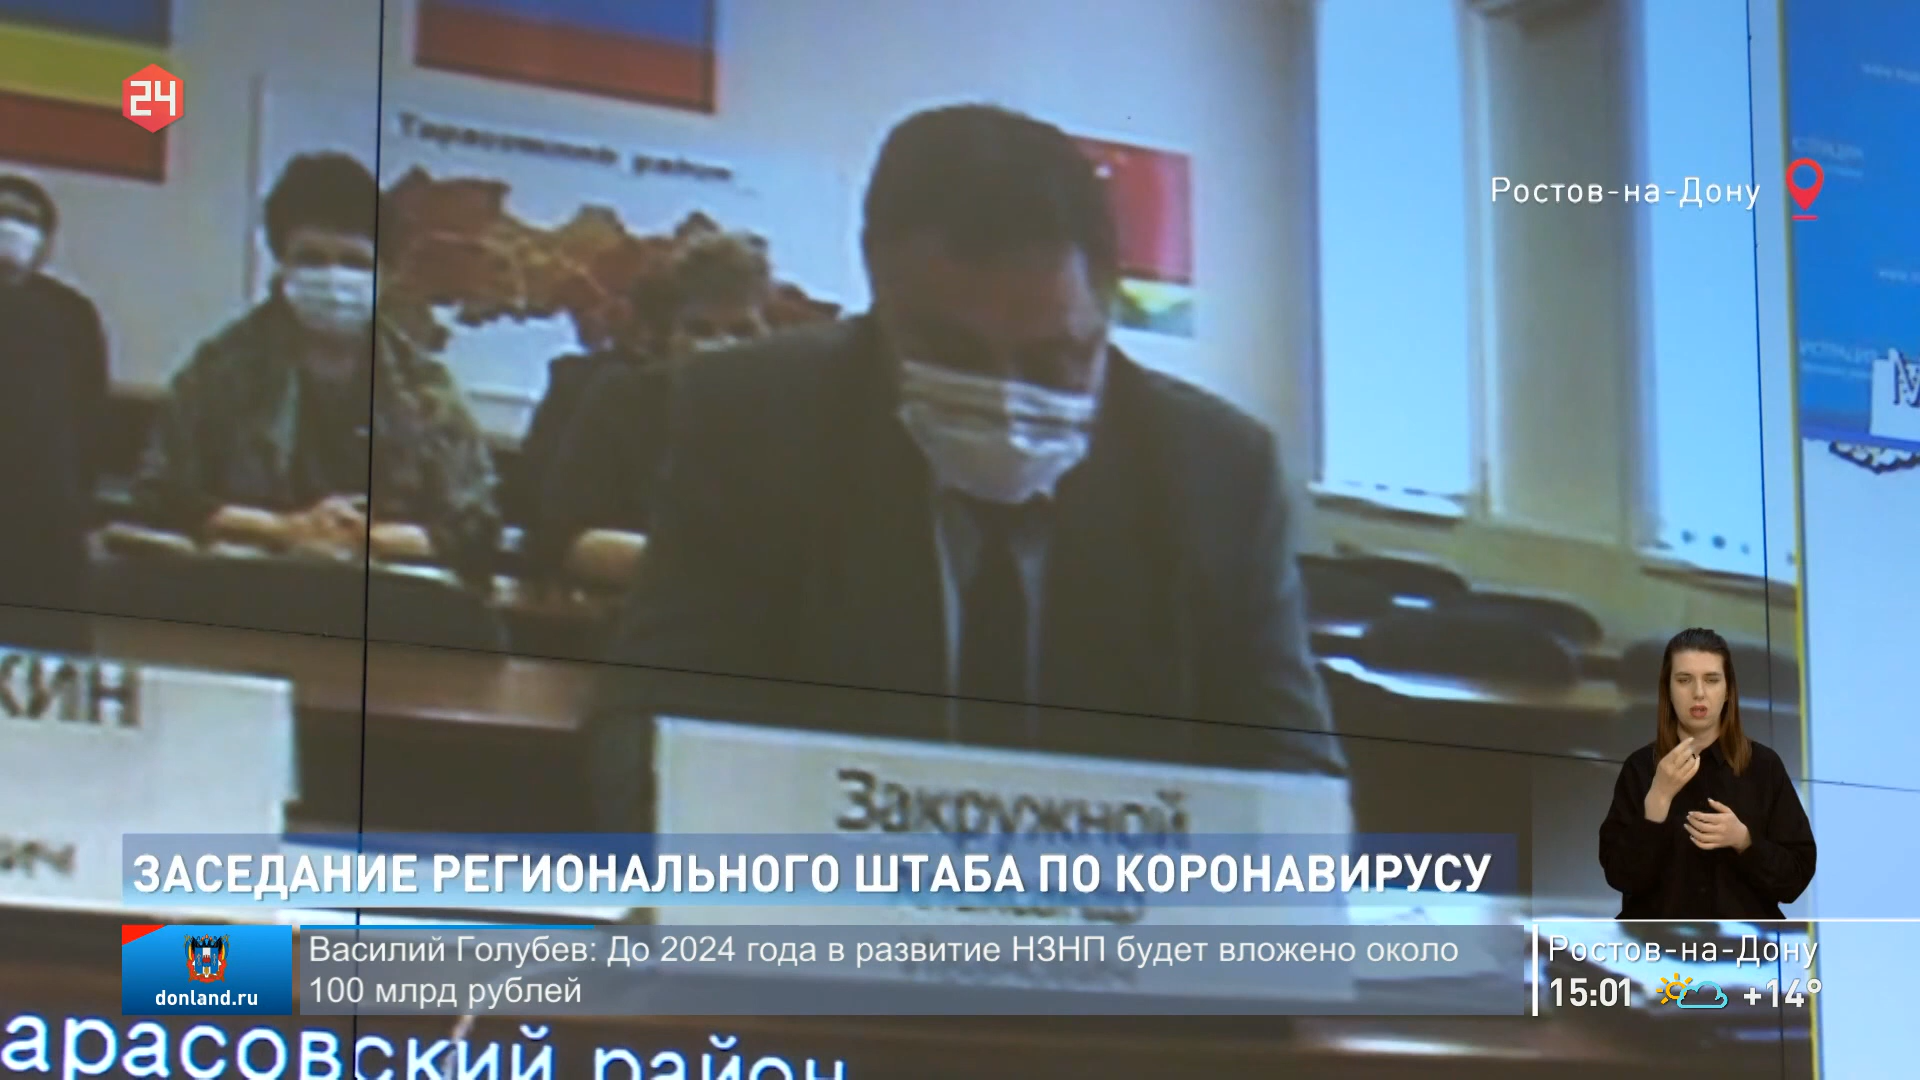 24
Тарасовский район
Ростов-на-Дону
КИН
Закружной
ич
ЗАСЕДАНИЕ РЕГИОНАЛЬНОГО ШТАБА ПО КОРОНАВИРУСУ
Василий Голубев: До 2024 года в развитие НЗНП будет вложено около
100 млрд рублей
donland.ru
Ростов-на-Дону
15:01 +14°
арасовский район